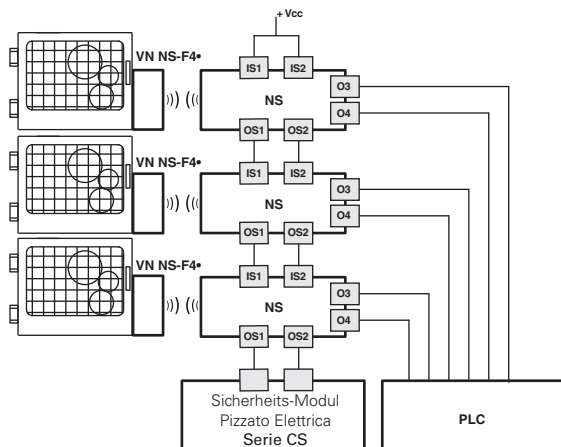 + Vcc
VN NS-F4•
IS1 IS2
NS
O3
O4
OS1 OS2
VN NS-F4•
IS1 IS2
NS
O3
O4
OS1 OS2
VN NS-F4•
IS1 IS2
NS
O3
O4
OS1 OS2
Sicherheits-Modul
Pizzato Elettrica
Serie CS
PLC